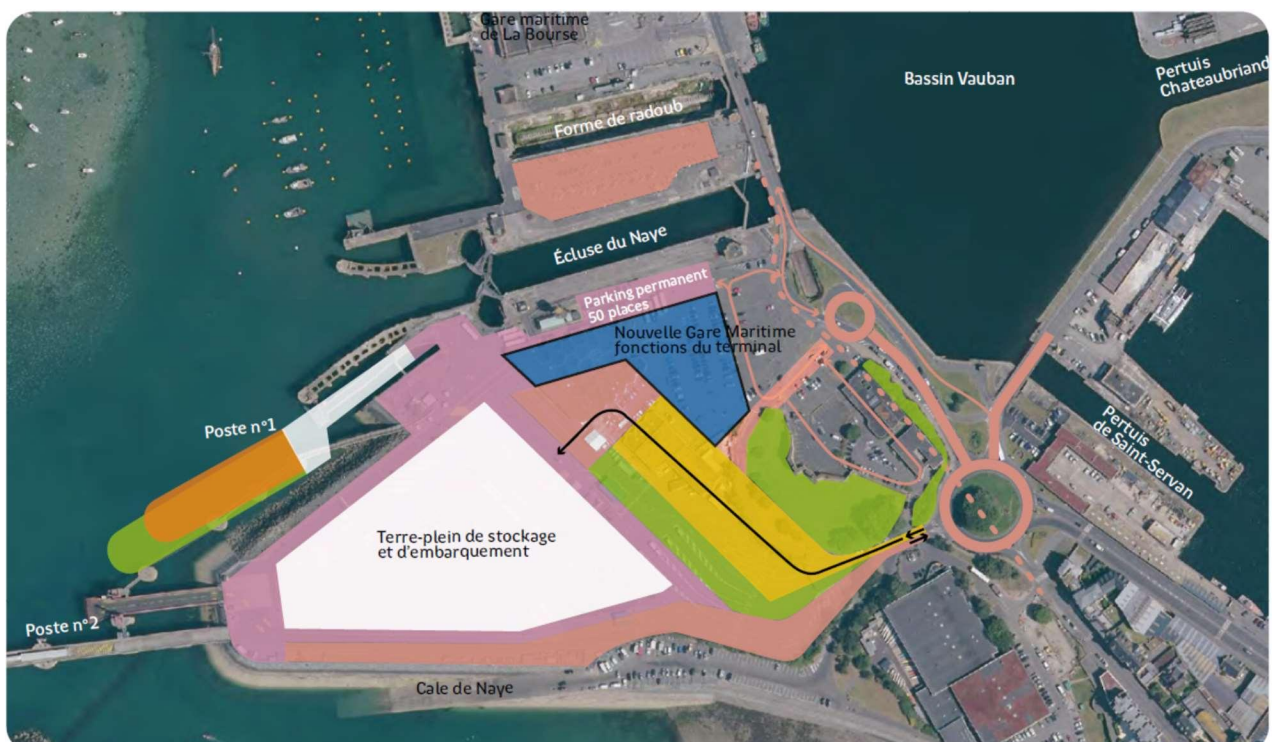 Gare maritime
de La Bourse
Bassin Vauban
Pertuis
Chateaubriand
Forme de radoub
Écluse du Naye
Parking permanent
50 places
Nouvelle Gare Maritime
fonctions du terminal
Poste n°1
Pertuis
de Saint-Servan
Terre-plein de stockage
et d'embarquement
Poste n°2
Cale de Naye